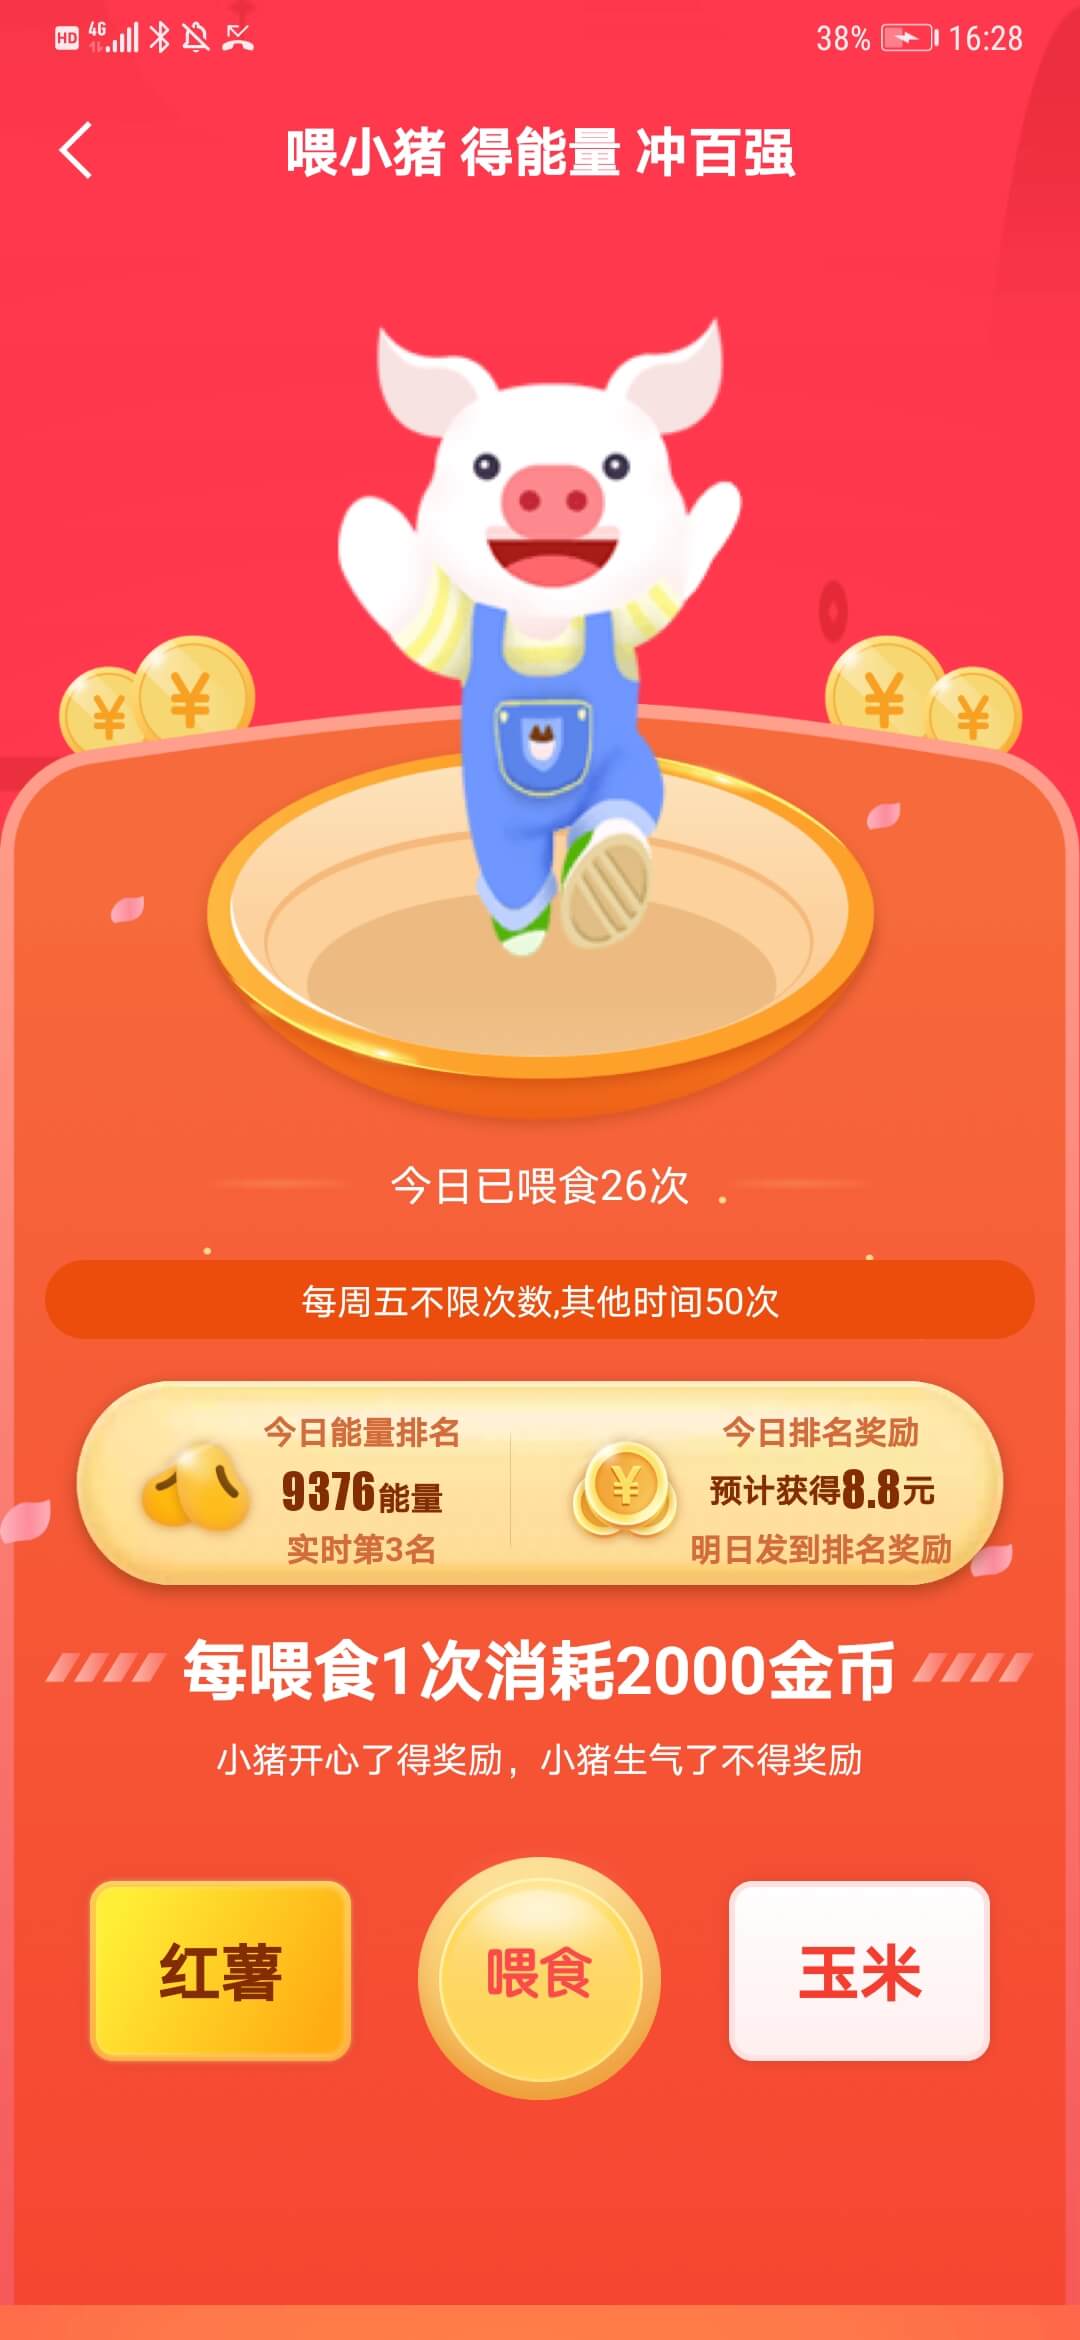 HD 4G 38% 16:28
喂小猪 得能量 冲百强
¥ ¥ ¥ ¥
今日已喂食26次
每周五不限次数,其他时间50次
今日能量排名
9376能量
实时第3名
¥
今日排名奖励
预计获得8.8元
明日发到排名奖励
每喂食1次消耗2000金币
小猪开心了得奖励，小猪生气了不得奖励
红薯
喂食
玉米